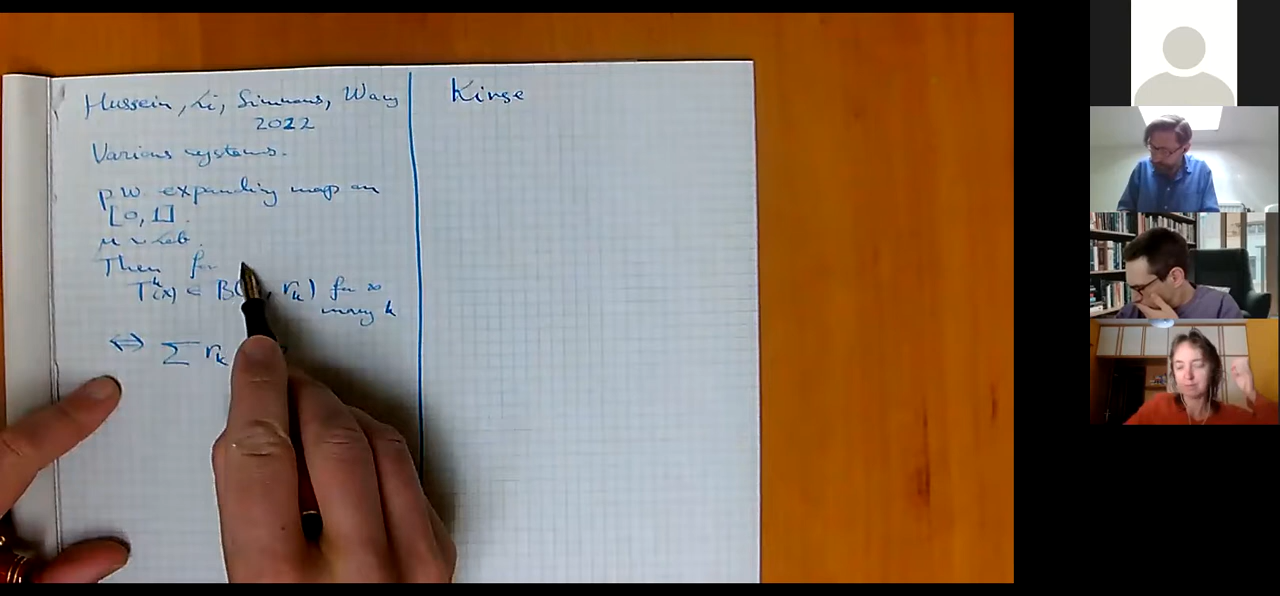 Hussein, Li, Simmons, Wang
2022
Various systems.
p.w. expanding map on
[0,1].
μ ~ Leb.
Then for
T^k(x) ∈ B( , r_k) for ∞
many k
⇔ ∑ r_k
Kirse